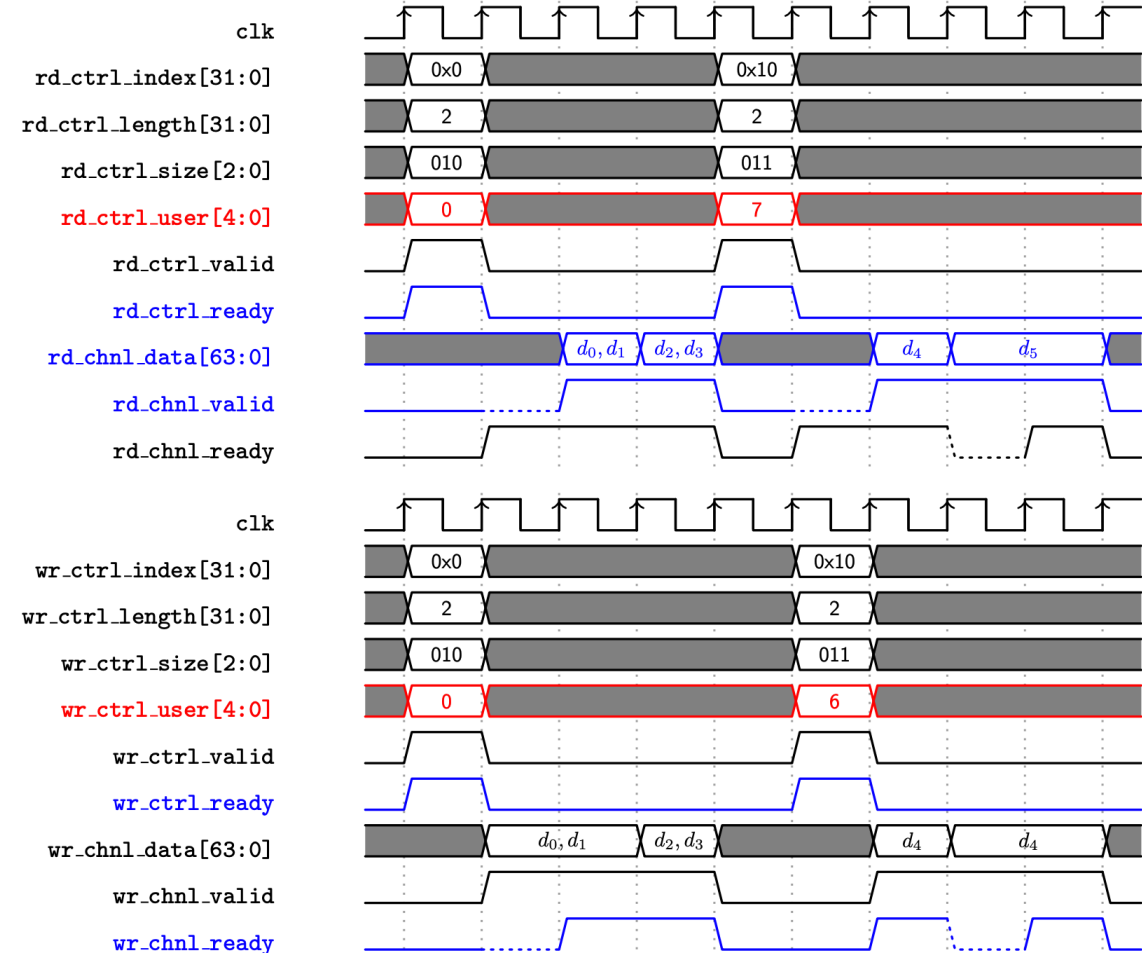 clk
rd_ctrl_index[31:0] 0x0 0x10
rd_ctrl_length[31:0] 2 2
rd_ctrl_size[2:0] 010 011
rd_ctrl_user[4:0] 0 7
rd_ctrl_valid
rd_ctrl_ready
rd_chnl_data[63:0] d₀, d₁ d₂, d₃ d₄ d₅
rd_chnl_valid
rd_chnl_ready
clk
wr_ctrl_index[31:0] 0x0 0x10
wr_ctrl_length[31:0] 2 2
wr_ctrl_size[2:0] 010 011
wr_ctrl_user[4:0] 0 6
wr_ctrl_valid
wr_ctrl_ready
wr_chnl_data[63:0] d₀, d₁ d₂, d₃ d₄ d₄
wr_chnl_valid
wr_chnl_ready